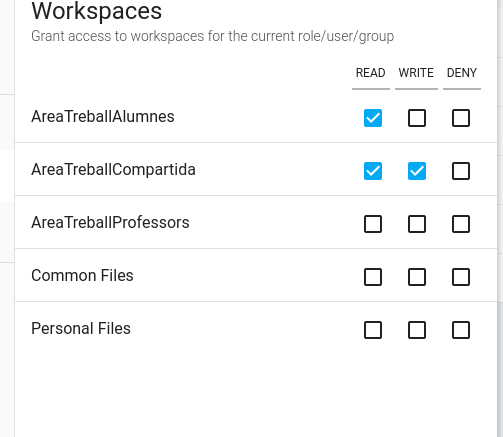 Workspaces
Grant access to workspaces for the current role/user/group
READ WRITE DENY
AreaTreballAlumnes
AreaTreballCompartida
AreaTreballProfessors
Common Files
Personal Files